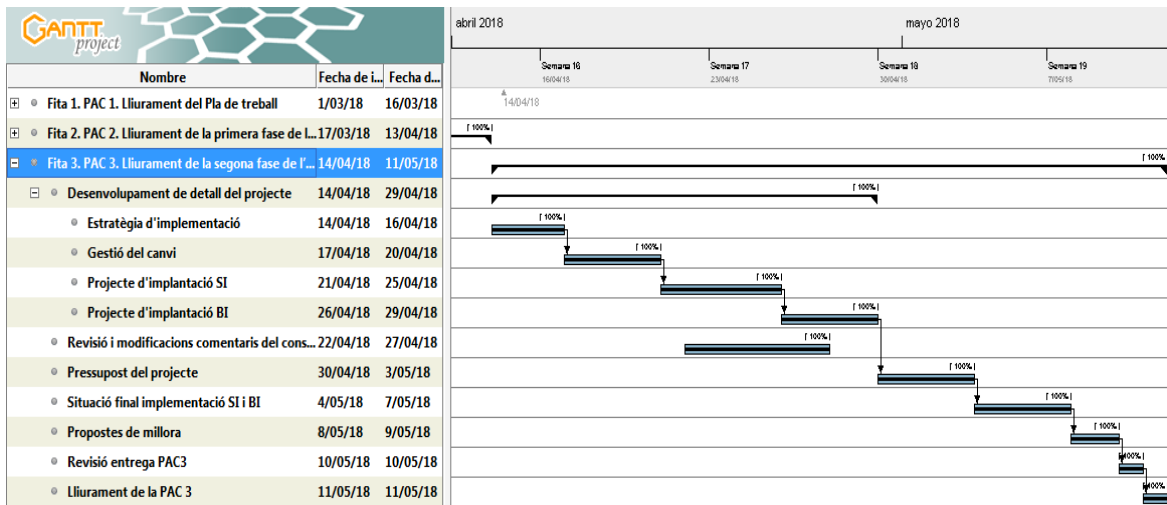 GANTT
project
abril 2018
mayo 2018
Semana 16
16/04/18
Semana 17
23/04/18
Semana 18
30/04/18
Semana 19
7/05/18
Nombre Fecha de i... Fecha d...
14/04/18
Fita 1. PAC 1. Lliurament del Pla de treball 1/03/18 16/03/18
Fita 2. PAC 2. Lliurament de la primera fase de l... 17/03/18 13/04/18 [ 100% ]
Fita 3. PAC 3. Lliurament de la segona fase de l'... 14/04/18 11/05/18 [ 100% ]
Desenvolupament de detall del projecte 14/04/18 29/04/18 [ 100% ]
Estratègia d'implementació 14/04/18 16/04/18 [ 100% ]
Gestió del canvi 17/04/18 20/04/18 [ 100% ]
Projecte d'implantació SI 21/04/18 25/04/18 [ 100% ]
Projecte d'implantació BI 26/04/18 29/04/18 [ 100% ]
Revisió i modificacions comentaris del cons... 22/04/18 27/04/18 [ 100% ]
Pressupost del projecte 30/04/18 3/05/18 [ 100% ]
Situació final implementació SI i BI 4/05/18 7/05/18 [ 100% ]
Propostes de millora 8/05/18 9/05/18 [ 100% ]
Revisió entrega PAC3 10/05/18 10/05/18 [ 100% ]
Lliurament de la PAC 3 11/05/18 11/05/18 [ 100% ]